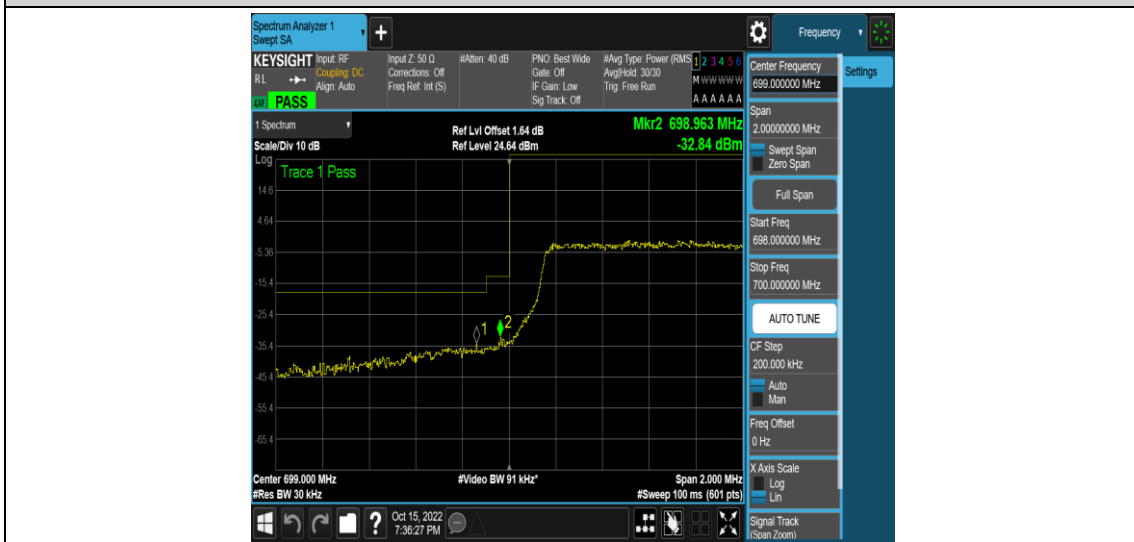 Spectrum Analyzer 1
Swept SA
+
Frequency
KEYSIGHT
RL
PASS
Input: RF
Coupling: DC
Align: Auto
Input Z: 50 Ω
Corrections: Off
Freq Ref: Int (S)
#Atten: 40 dB
PNO: Best Wide
Gate: Off
IF Gain: Low
Sig Track: Off
#Avg Type: Power (RMS
Avg|Hold: 30/30
Trig: Free Run
1 2 3 4 5 6
M W W W W W
A A A A A A
Center Frequency
699.000000 MHz
Settings
1 Spectrum
Scale/Div 10 dB
Ref Lvl Offset 1.64 dB
Ref Level 24.64 dBm
Mkr2 698.963 MHz
-32.84 dBm
Log
Trace 1 Pass
14.6
4.64
-5.36
-15.4
-25.4
-35.4
-45.4
-55.4
-65.4
1
2
Span
2.00000000 MHz
Swept Span
Zero Span
Full Span
Start Freq
698.000000 MHz
Stop Freq
700.000000 MHz
AUTO TUNE
CF Step
200.000 kHz
Auto
Man
Freq Offset
0 Hz
X Axis Scale
Log
Lin
Signal Track
(Span Zoom)
Center 699.000 MHz
#Video BW 91 kHz*
Span 2.000 MHz
#Res BW 30 kHz
#Sweep 100 ms (601 pts)
?
Oct 15, 2022
7:36:27 PM